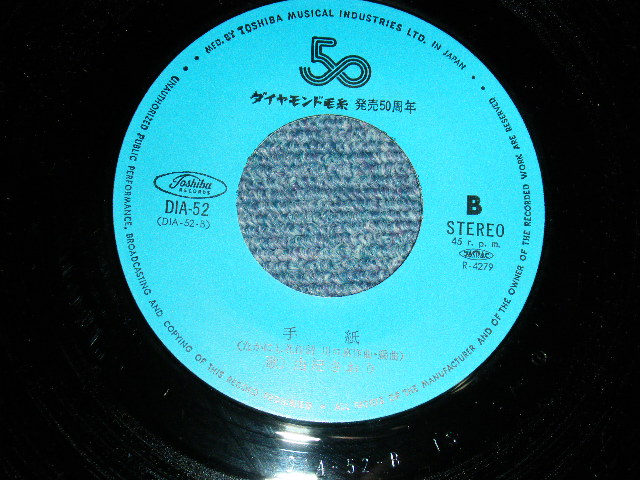 MFD. BY TOSHIBA MUSICAL INDUSTRIES LTD. IN JAPAN
50
ダイヤモンド毛糸 発売50周年
Toshiba
RECORDS
DIA-52
(DIA-52-S)
B
STEREO
45 r. p. m.
R-4279
手紙
UNAUTHORIZED PUBLIC PERFORMANCE, BROADCASTING AND COPYING OF THIS RECORD PROHIBITED ALL RIGHTS OF THE MANUFACTURER AND OF THE OWNER OF THE RECORDED WORK ARE RESERVED